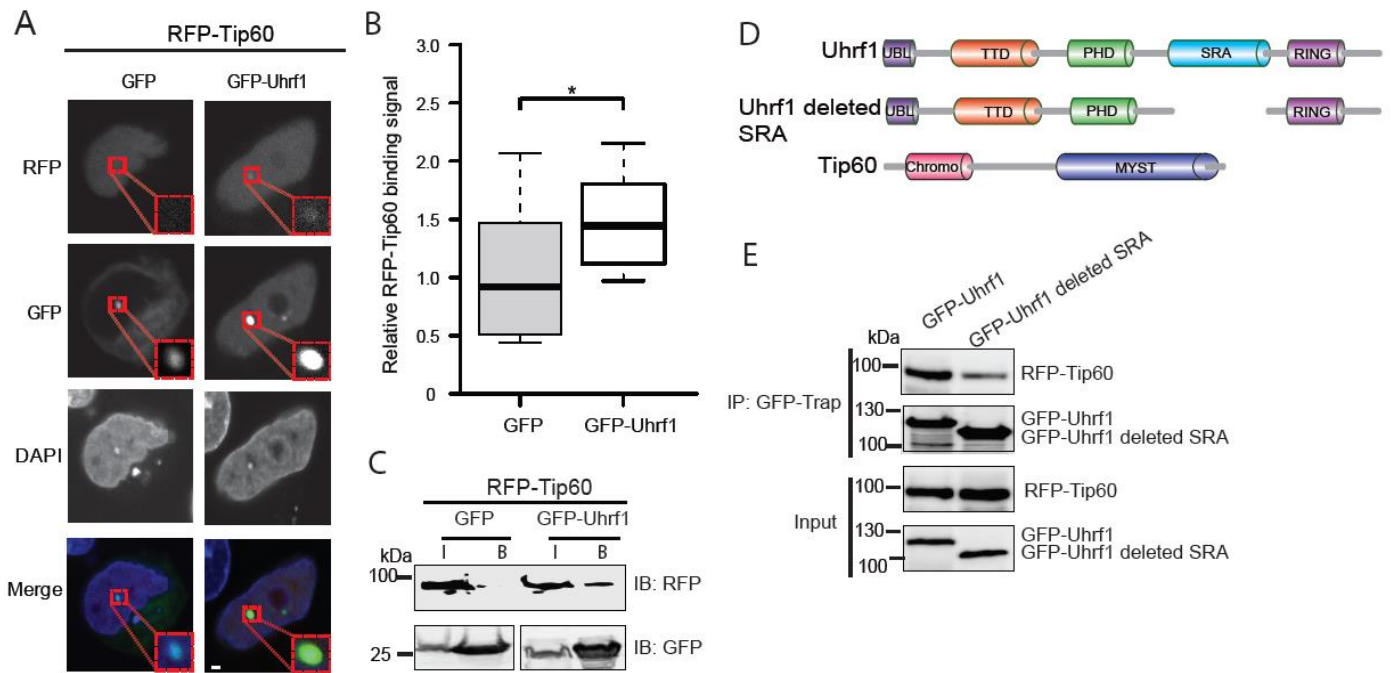 A
RFP-Tip60
GFP GFP-Uhrf1
RFP
GFP
DAPI
Merge
B
Relative RFP-Tip60 binding signal
3.0
2.5
2.0
1.5
1.0
0.5
0
*
GFP GFP-Uhrf1
C
RFP-Tip60
GFP GFP-Uhrf1
kDa I B I B
100 IB: RFP
25 IB: GFP
D
Uhrf1 UBL TTD PHD SRA RING
Uhrf1 deleted UBL TTD PHD RING
SRA
Tip60 Chromo MYST
E
GFP-Uhrf1
GFP-Uhrf1 deleted SRA
kDa
100 RFP-Tip60
IP: GFP-Trap
130 GFP-Uhrf1
100 GFP-Uhrf1 deleted SRA
100 RFP-Tip60
Input
130 GFP-Uhrf1
100 GFP-Uhrf1 deleted SRA